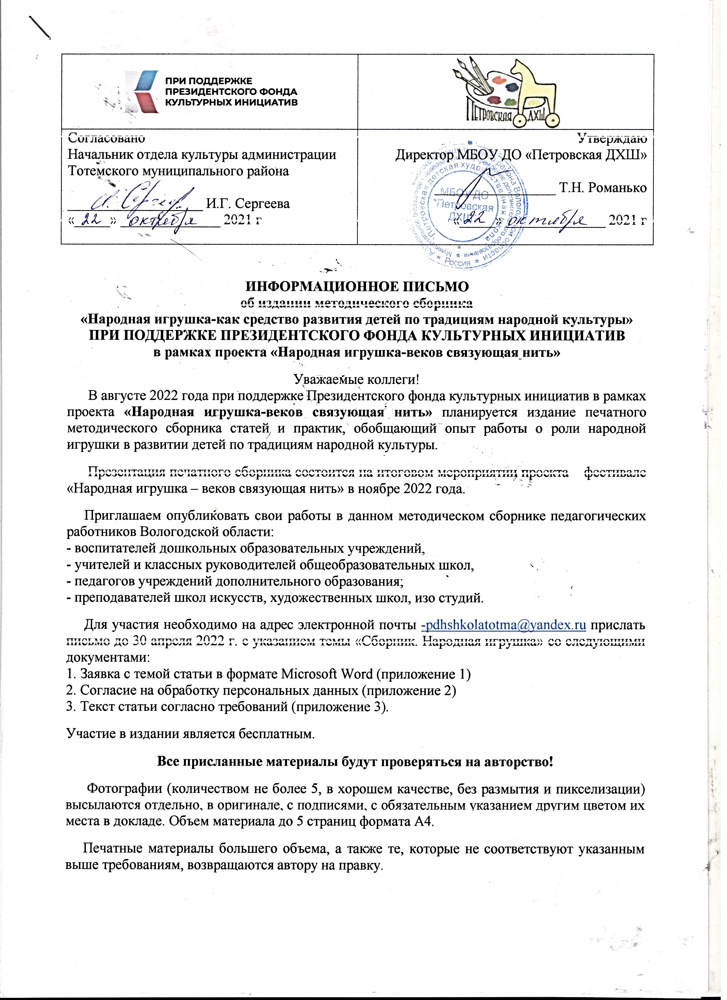 ПРИ ПОДДЕРЖКЕ
ПРЕЗИДЕНТСКОГО ФОНДА
КУЛЬТУРНЫХ ИНИЦИАТИВ
ПЕТРОВСКАЯ ДХШ
Согласовано
Начальник отдела культуры администрации
Тотемского муниципального района
И. Сергеева И.Г. Сергеева
«22» октября 2021 г
Утверждаю
Директор МБОУ ДО «Петровская ДХШ»
Т.Н. Романько
«22» октября 2021 г
МБОУ ДО
"Петровская
ДХШ"
ИНФОРМАЦИОННОЕ ПИСЬМО
об издании методического сборника
«Народная игрушка-как средство развития детей по традициям народной культуры»
ПРИ ПОДДЕРЖКЕ ПРЕЗИДЕНТСКОГО ФОНДА КУЛЬТУРНЫХ ИНИЦИАТИВ
в рамках проекта «Народная игрушка-веков связующая нить»
Уважаемые коллеги!
В августе 2022 года при поддержке Президентского фонда культурных инициатив в рамках
проекта «Народная игрушка-веков связующая нить» планируется издание печатного
методического сборника статей и практик, обобщающий опыт работы о роли народной
игрушки в развитии детей по традициям народной культуры.
Презентация печатного сборника состоится на итоговом мероприятии проекта фестивале
«Народная игрушка – веков связующая нить» в ноябре 2022 года.
Приглашаем опубликовать свои работы в данном методическом сборнике педагогических
работников Вологодской области:
- воспитателей дошкольных образовательных учреждений,
- учителей и классных руководителей общеобразовательных школ,
- педагогов учреждений дополнительного образования;
- преподавателей школ искусств, художественных школ, изо студий.
Для участия необходимо на адрес электронной почты -pdhshkolatotma@yandex.ru прислать
письмо до 30 апреля 2022 г. с указанием темы «Сборник. Народная игрушка» со следующими
документами:
1. Заявка с темой статьи в формате Microsoft Word (приложение 1)
2. Согласие на обработку персональных данных (приложение 2)
3. Текст статьи согласно требований (приложение 3).
Участие в издании является бесплатным.
Все присланные материалы будут проверяться на авторство!
Фотографии (количеством не более 5, в хорошем качестве, без размытия и пикселизации)
высылаются отдельно, в оригинале, с подписями, с обязательным указанием другим цветом их
места в докладе. Объем материала до 5 страниц формата А4.
Печатные материалы большего объема, а также те, которые не соответствуют указанным
выше требованиям, возвращаются автору на правку.